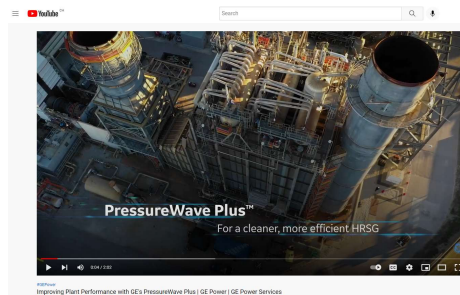 YouTube
Search
PressureWave Plus™
For a cleaner, more efficient HRSG
0:04 / 2:02
#GEPower
Improving Plant Performance with GE's PressureWave Plus | GE Power | GE Power Services